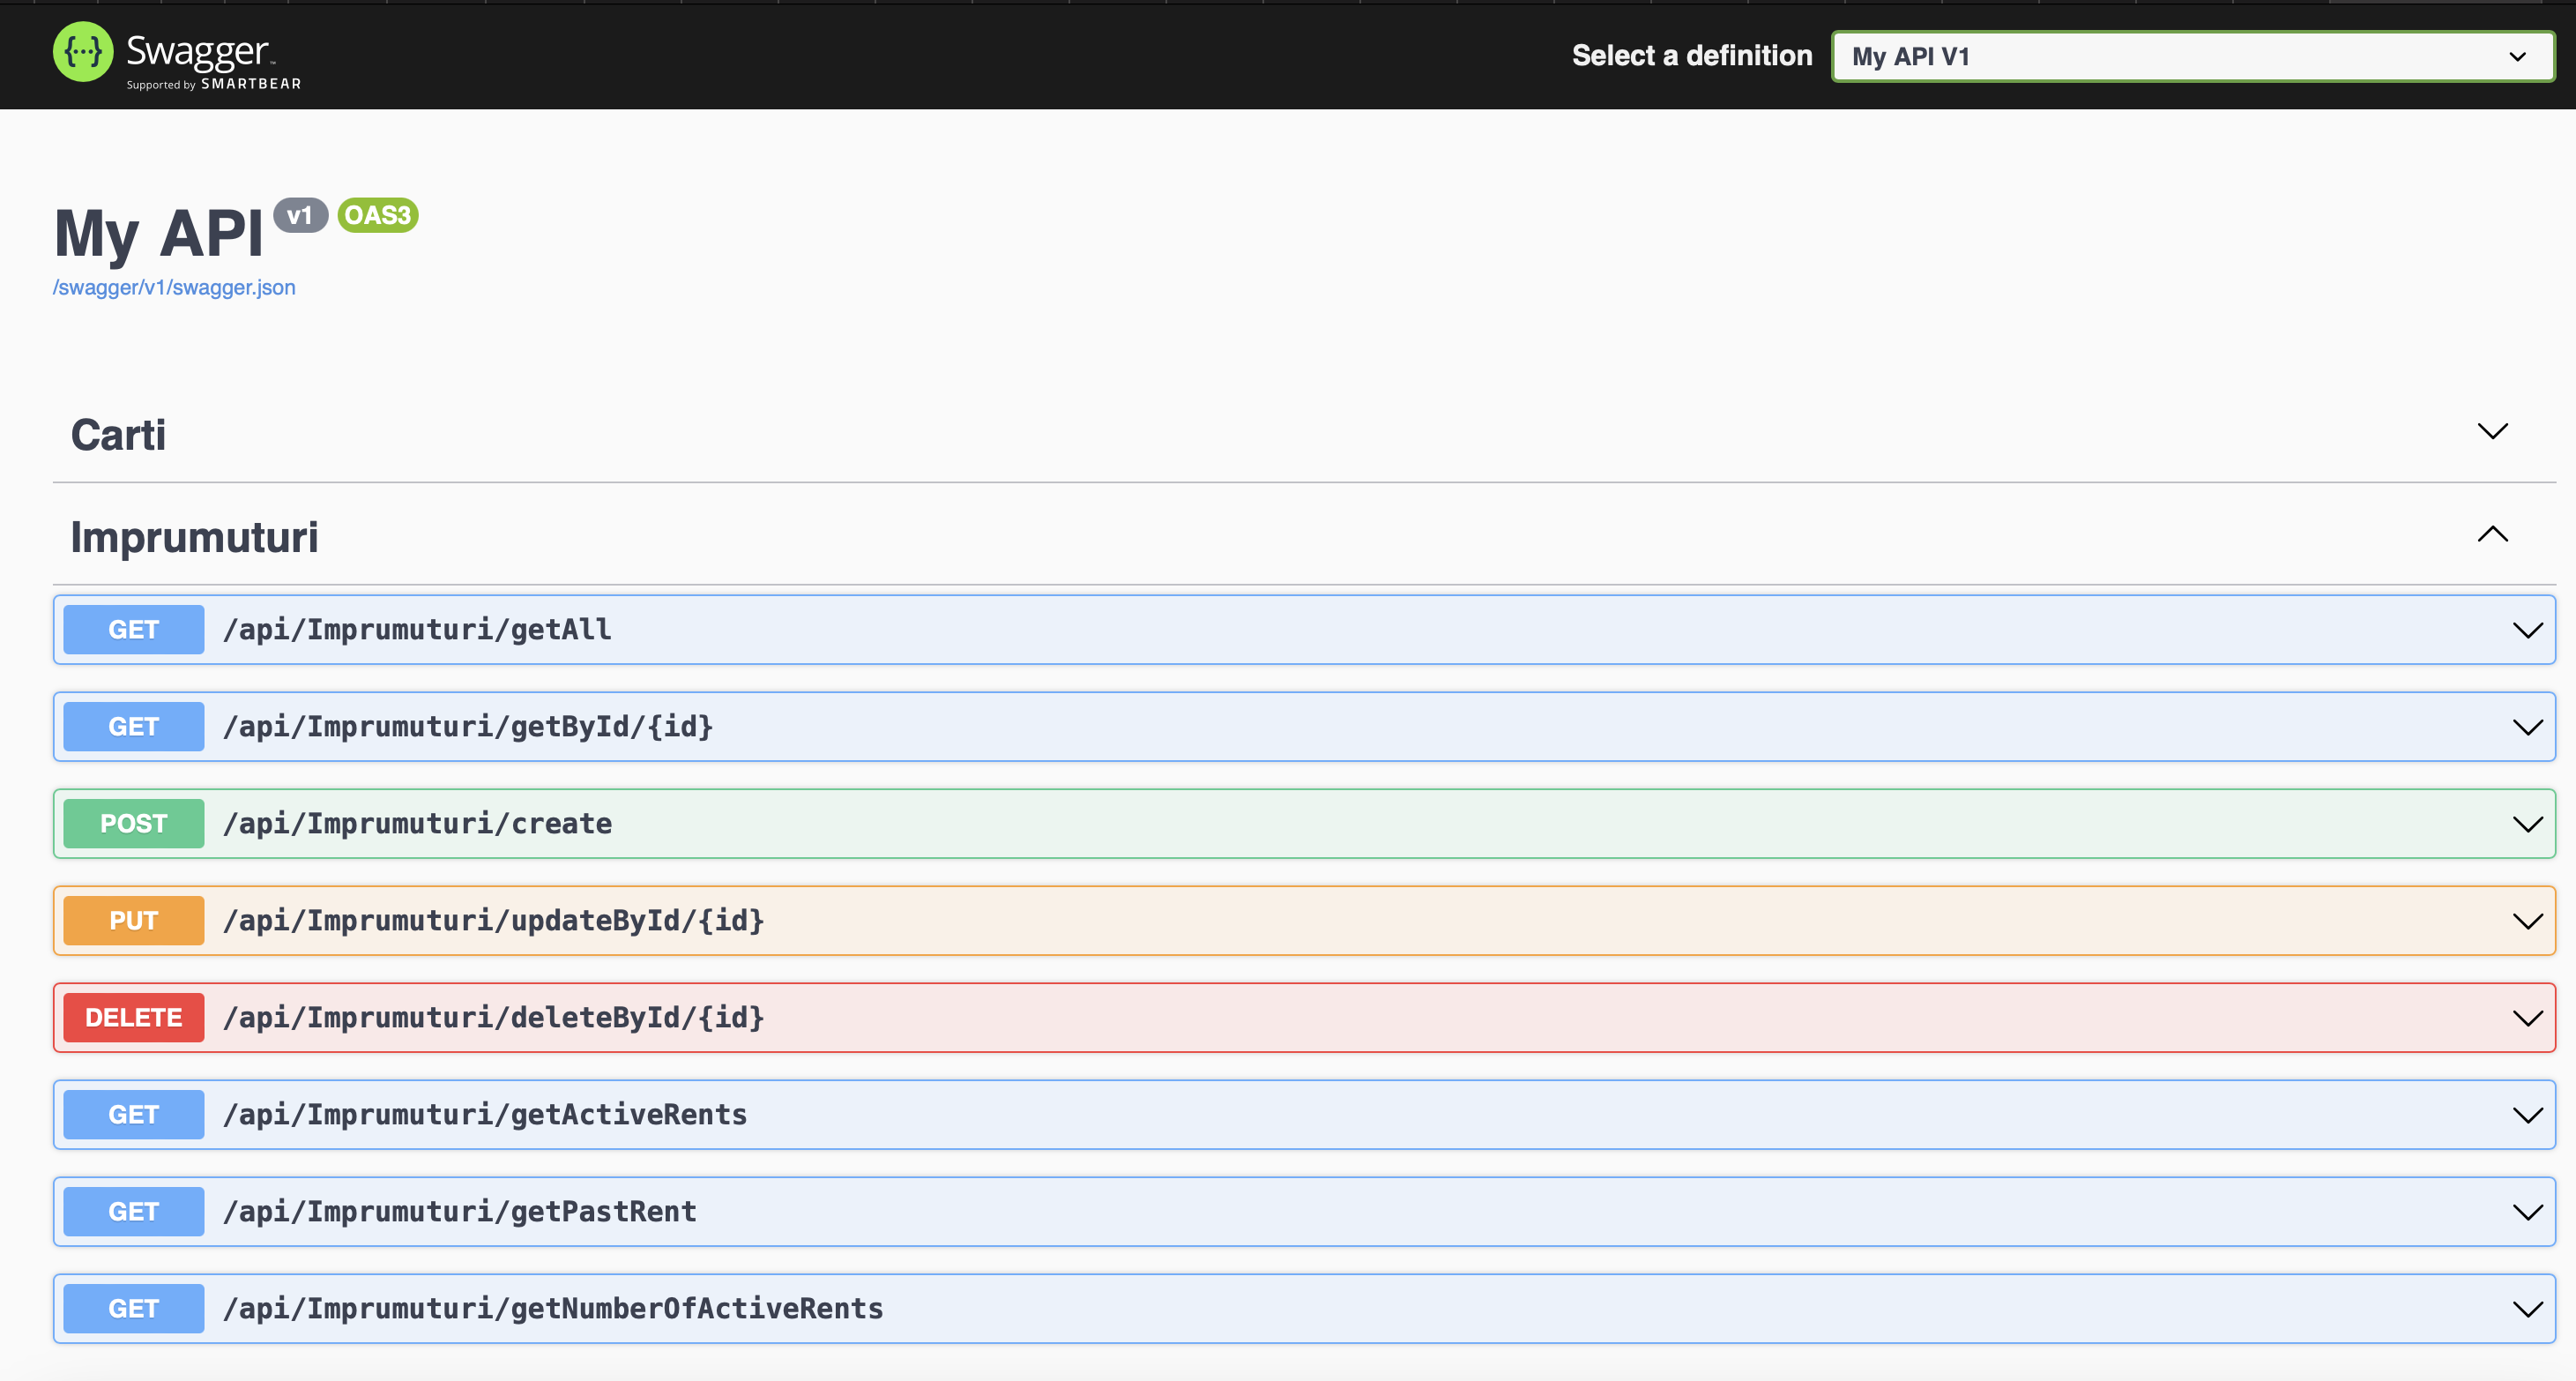 Swagger™
Supported by SMARTBEAR
Select a definition
My API V1
My API v1 OAS3
/swagger/v1/swagger.json
Carti
Imprumuturi
GET /api/Imprumuturi/getAll
GET /api/Imprumuturi/getById/{id}
POST /api/Imprumuturi/create
PUT /api/Imprumuturi/updateById/{id}
DELETE /api/Imprumuturi/deleteById/{id}
GET /api/Imprumuturi/getActiveRents
GET /api/Imprumuturi/getPastRent
GET /api/Imprumuturi/getNumberOfActiveRents